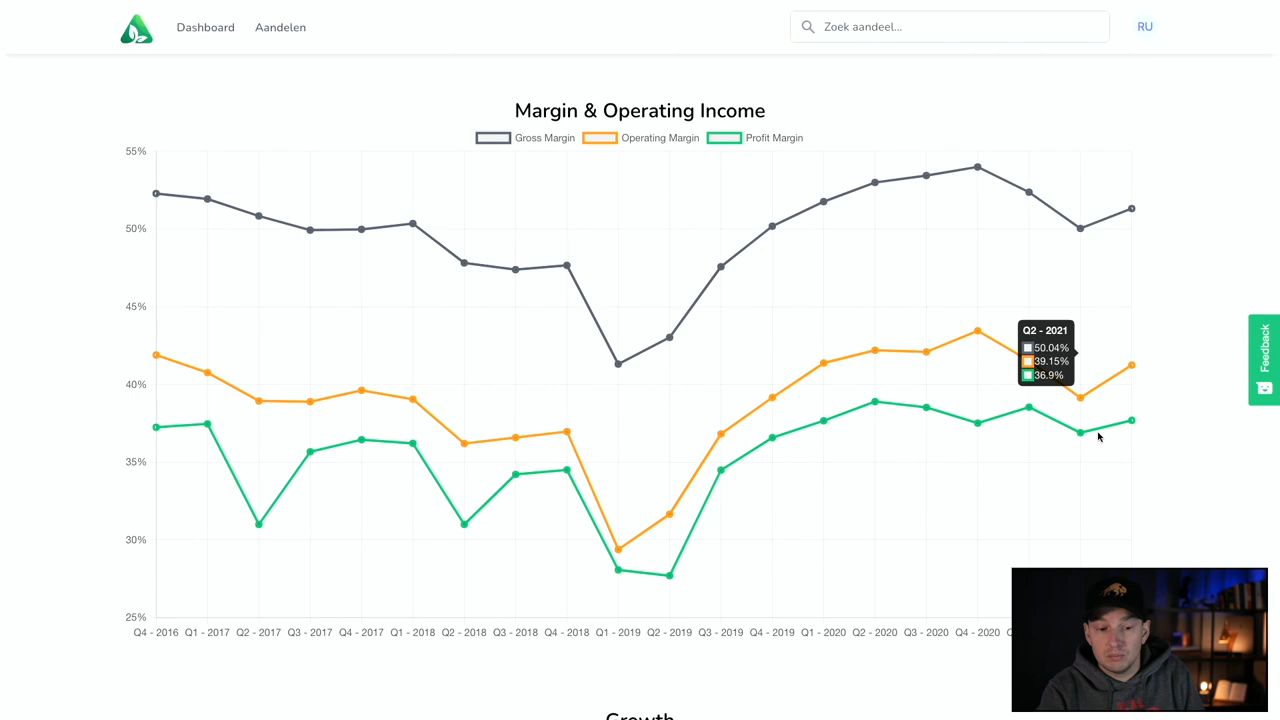 Dashboard Aandelen Zoek aandeel... RU
Margin & Operating Income
Gross Margin Operating Margin Profit Margin
55%
50%
45%
40%
35%
30%
25%
Q2 - 2021
50.04%
39.15%
36.9%
Feedback
Q4 - 2016 Q1 - 2017 Q2 - 2017 Q3 - 2017 Q4 - 2017 Q1 - 2018 Q2 - 2018 Q3 - 2018 Q4 - 2018 Q1 - 2019 Q2 - 2019 Q3 - 2019 Q4 - 2019 Q1 - 2020 Q2 - 2020 Q3 - 2020 Q4 - 2020
Growth